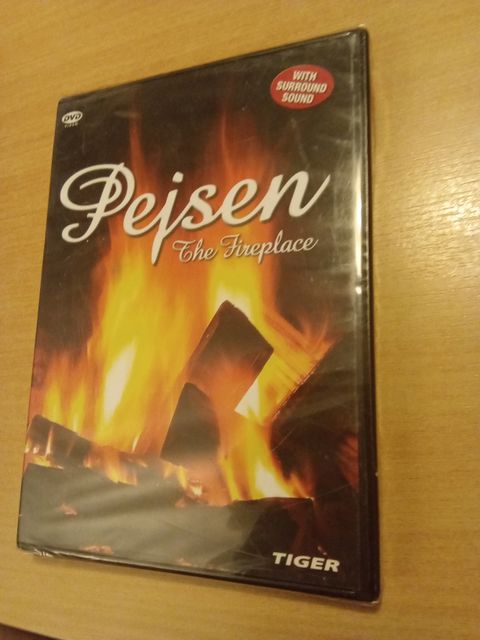 DVD
VIDEO
WITH
SURROUND
SOUND
Pejsen
The Fireplace
TIGER